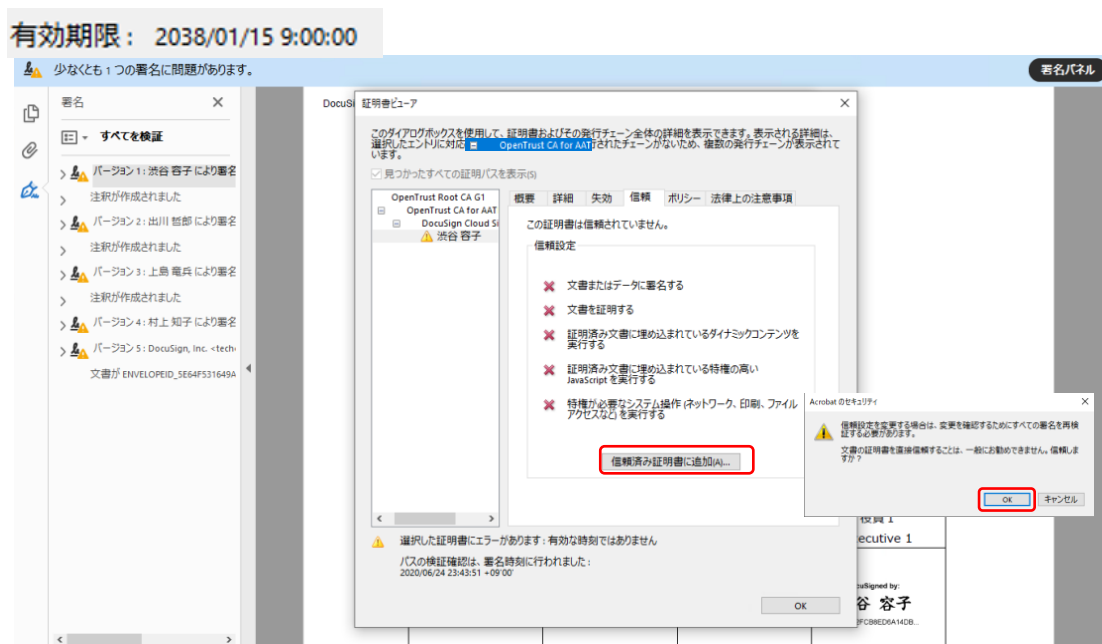 有効期限： 2038/01/15 9:00:00
少なくとも 1 つの署名に問題があります。
署名パネル
署名
すべてを検証
バージョン 1 : 渋谷 容子 により署名
注釈が作成されました
バージョン 2 : 出川 哲郎 により署名
注釈が作成されました
バージョン 3 : 上島 竜兵 により署名
注釈が作成されました
バージョン 4 : 村上 知子 により署名
バージョン 5 : DocuSign, Inc. <tech
文書が ENVELOPEID_5E64F531649A
DocuSi
証明書ビューア
このダイアログボックスを使用して、証明書およびその発行チェーン全体の詳細を表示できます。表示される詳細は、
選択したエントリに対応 OpenTrust CA for AAT 行されたチェーンがないため、複数の発行チェーンが表示されて
います。
見つかったすべての証明パスを表示(S)
OpenTrust Root CA G1
OpenTrust CA for AAT
DocuSign Cloud Si
渋谷 容子
概要 詳細 失効 信頼 ポリシー 法律上の注意事項
この証明書は信頼されていません。
信頼設定
文書またはデータに署名する
文書を証明する
証明済み文書に埋め込まれているダイナミックコンテンツを
実行する
証明済み文書に埋め込まれている特権の高い
JavaScript を実行する
特権が必要なシステム操作 (ネットワーク、印刷、ファイル
アクセスなど) を実行する
信頼済み証明書に追加(A)...
選択した証明書にエラーがあります : 有効な時刻ではありません
パスの検証確認は、署名時刻に行われました :
2020/06/24 23:43:51 +09'00'
OK
Acrobat のセキュリティ
信頼設定を変更する場合は、変更を確認するためにすべての署名を再検
証する必要があります。
文書の証明書を直接信頼することは、一般にお勧めできません。信頼しま
すか ?
OK キャンセル
役員 1
ecutive 1
cuSigned by:
谷 容子